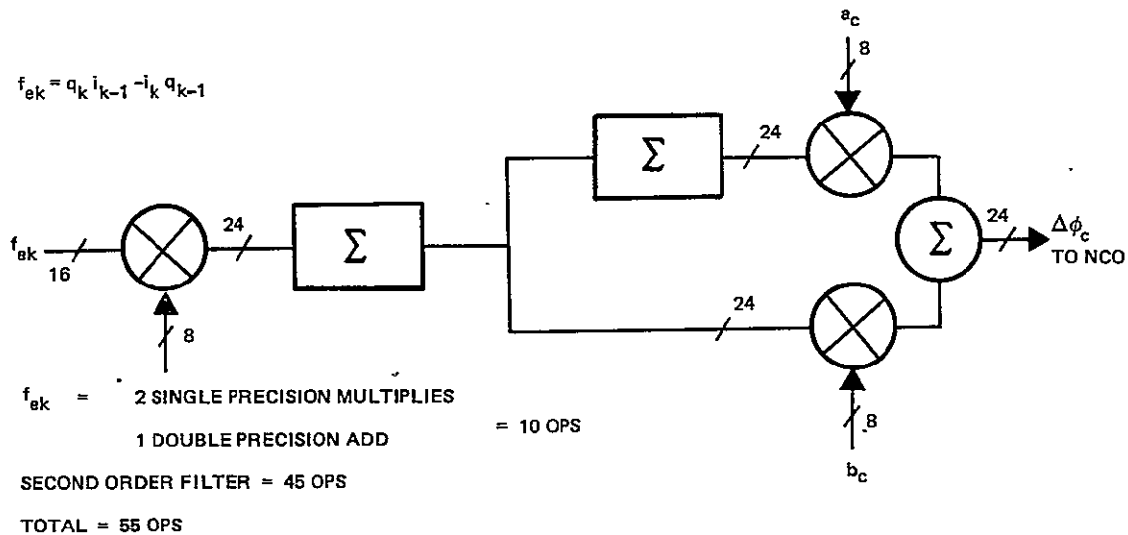 a_c
8
f_ek = q_k i_k-1 -i_k q_k-1
Σ
24
f_ek
16
24
Σ
Σ
24
Δϕ_c
TO NCO
8
24
8
b_c
f_ek = 2 SINGLE PRECISION MULTIPLIES
1 DOUBLE PRECISION ADD = 10 OPS
SECOND ORDER FILTER = 45 OPS
TOTAL = 55 OPS